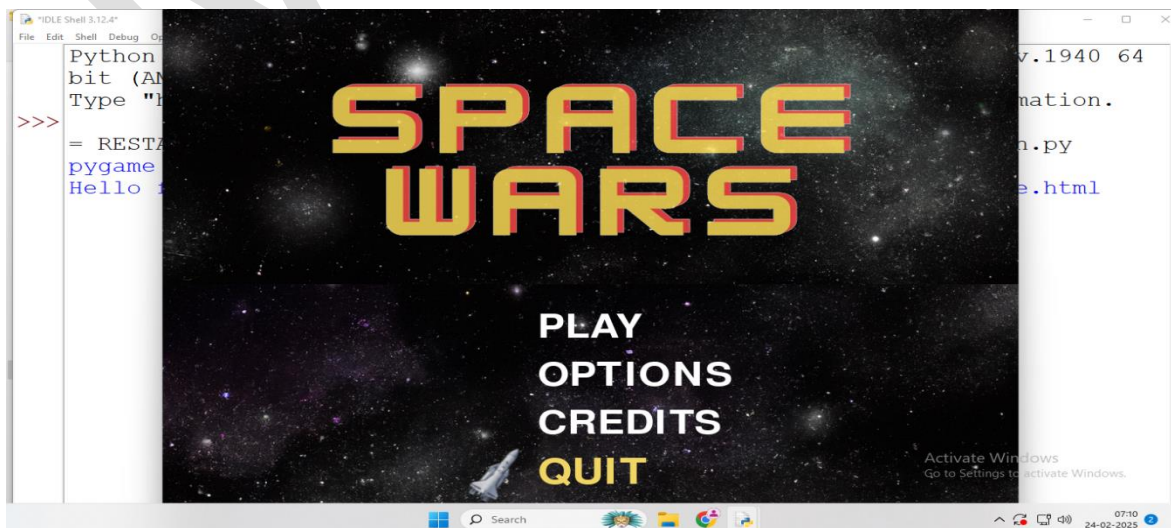 *IDLE Shell 3.12.4*
File Edit Shell Debug
Python v.1940 64
bit (AM
Type "h mation.
>>>
= RESTA n.py
pygame
Hello e.html
SPACE
WARS
PLAY
OPTIONS
CREDITS
QUIT
Activate Windows
Go to Settings to activate Windows.
Search
07:10
24-02-2025
2